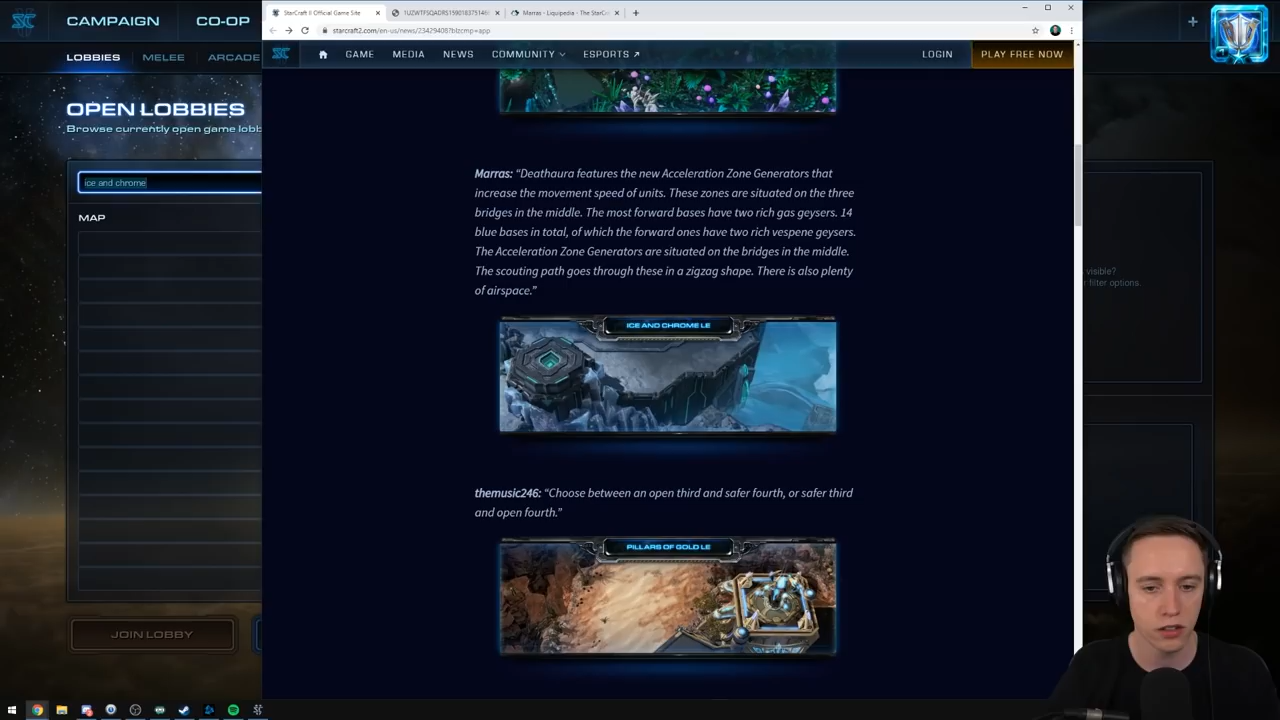 CAMPAIGN
CO-OP
LOBBIES
MELEE
ARCADE
OPEN LOBBIES
Browse currently open game lobb
ice and chrome
MAP
JOIN LOBBY
StarCraft II Official Game Site
Marras - Liquipedia - The StarC
starcraft2.com/en-us/news/23429408?blzcmp=app
GAME
MEDIA
NEWS
COMMUNITY
ESPORTS
LOGIN
PLAY FREE NOW
Marras: “Deathaura features the new Acceleration Zone Generators that
increase the movement speed of units. These zones are situated on the three
bridges in the middle. The most forward bases have two rich gas geysers. 14
blue bases in total, of which the forward ones have two rich vespene geysers.
The Acceleration Zone Generators are situated on the bridges in the middle.
The scouting path goes through these in a zigzag shape. There is also plenty
of airspace.”
ICE AND CHROME LE
themusic246: “Choose between an open third and safer fourth, or safer third
and open fourth.”
PILLARS OF GOLD LE
visible?
filter options.